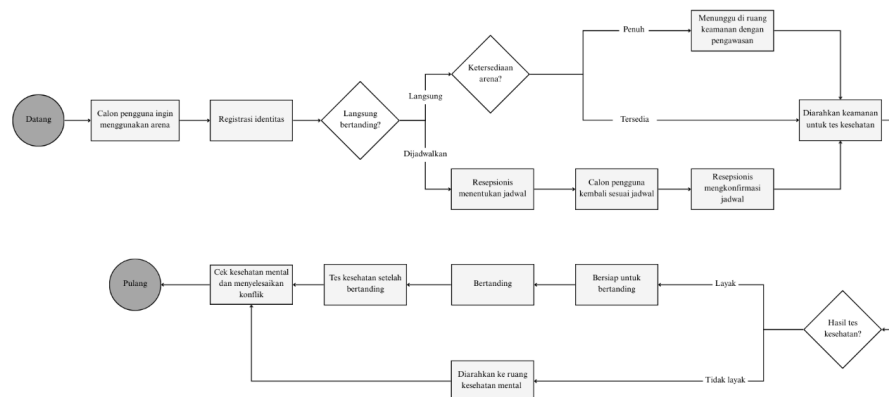 Datang
Calon pengguna ingin
menggunakan arena
Registrasi identitas
Langsung
bertanding?
Langsung
Dijadwalkan
Ketersediaan
arena?
Penuh
Tersedia
Menunggu di ruang
keamanan dengan
pengawasan
Diarahkan keamanan
untuk tes kesehatan
Resepsionis
menentukan jadwal
Calon pengguna
kembali sesuai jadwal
Resepsionis
mengkonfirmasi
jadwal
Hasil tes
kesehatan?
Layak
Tidak layak
Bersiap untuk
bertanding
Bertanding
Tes kesehatan setelah
bertanding
Cek kesehatan mental
dan menyelesaikan
konflik
Pulang
Diarahkan ke ruang
kesehatan mental